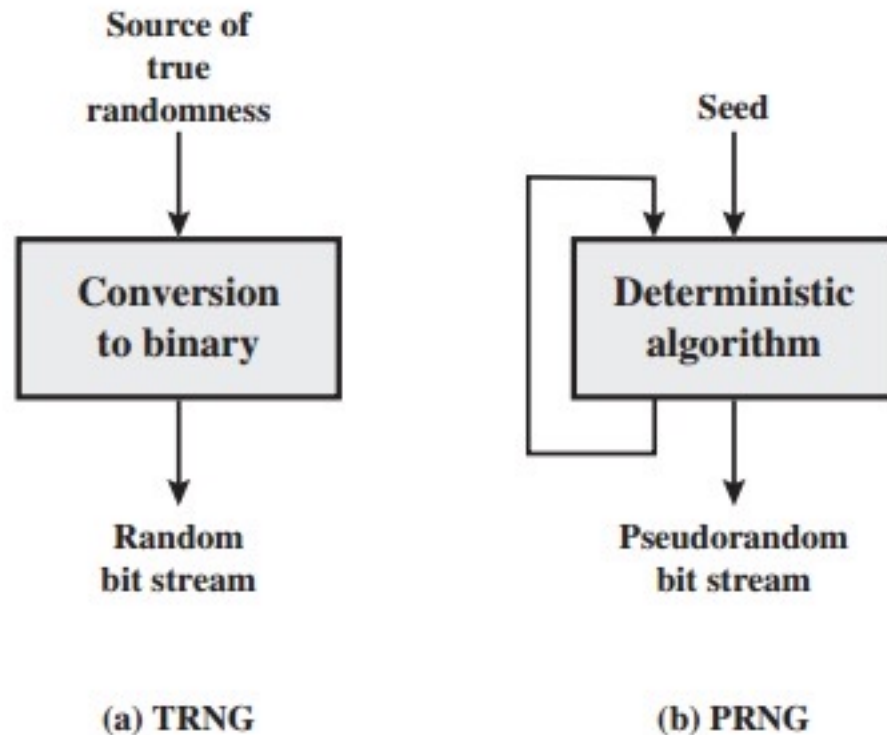 Source of
true
randomness
Conversion
to binary
Random
bit stream
(a) TRNG
Seed
Deterministic
algorithm
Pseudorandom
bit stream
(b) PRNG